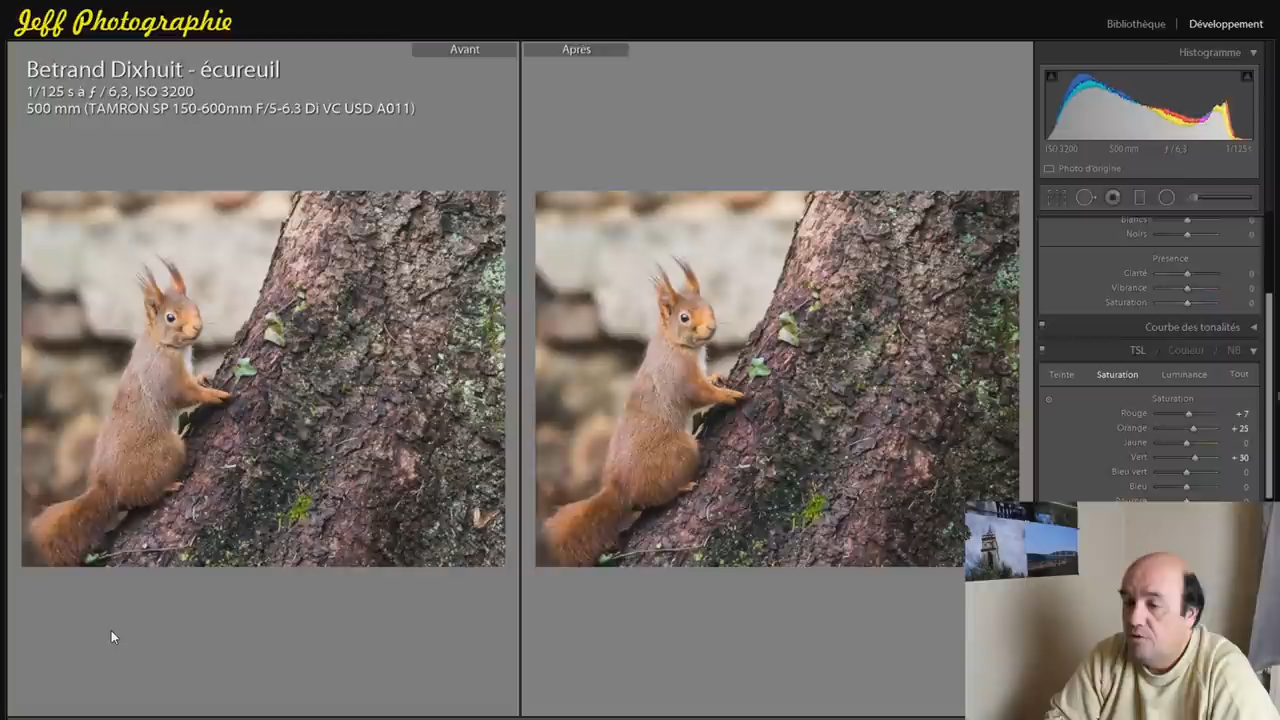 Jeff Photographie
Bibliothèque | Développement
Avant
Après
Histogramme
Betrand Dixhuit - écureuil
1/125 s à ƒ / 6,3, ISO 3200
500 mm (TAMRON SP 150-600mm F/5-6.3 Di VC USD A011)
ISO 3200 500 mm ƒ / 6,3 1/125 s
Photo d'origine
Blancs 0
Noirs 0
Présence
Clarté 0
Vibrance 0
Saturation 0
Courbe des tonalités
TSL / Couleur / NB
Teinte Saturation Luminance Tout
Saturation
Rouge + 7
Orange + 25
Jaune 0
Vert + 30
Bleu vert 0
Bleu 0